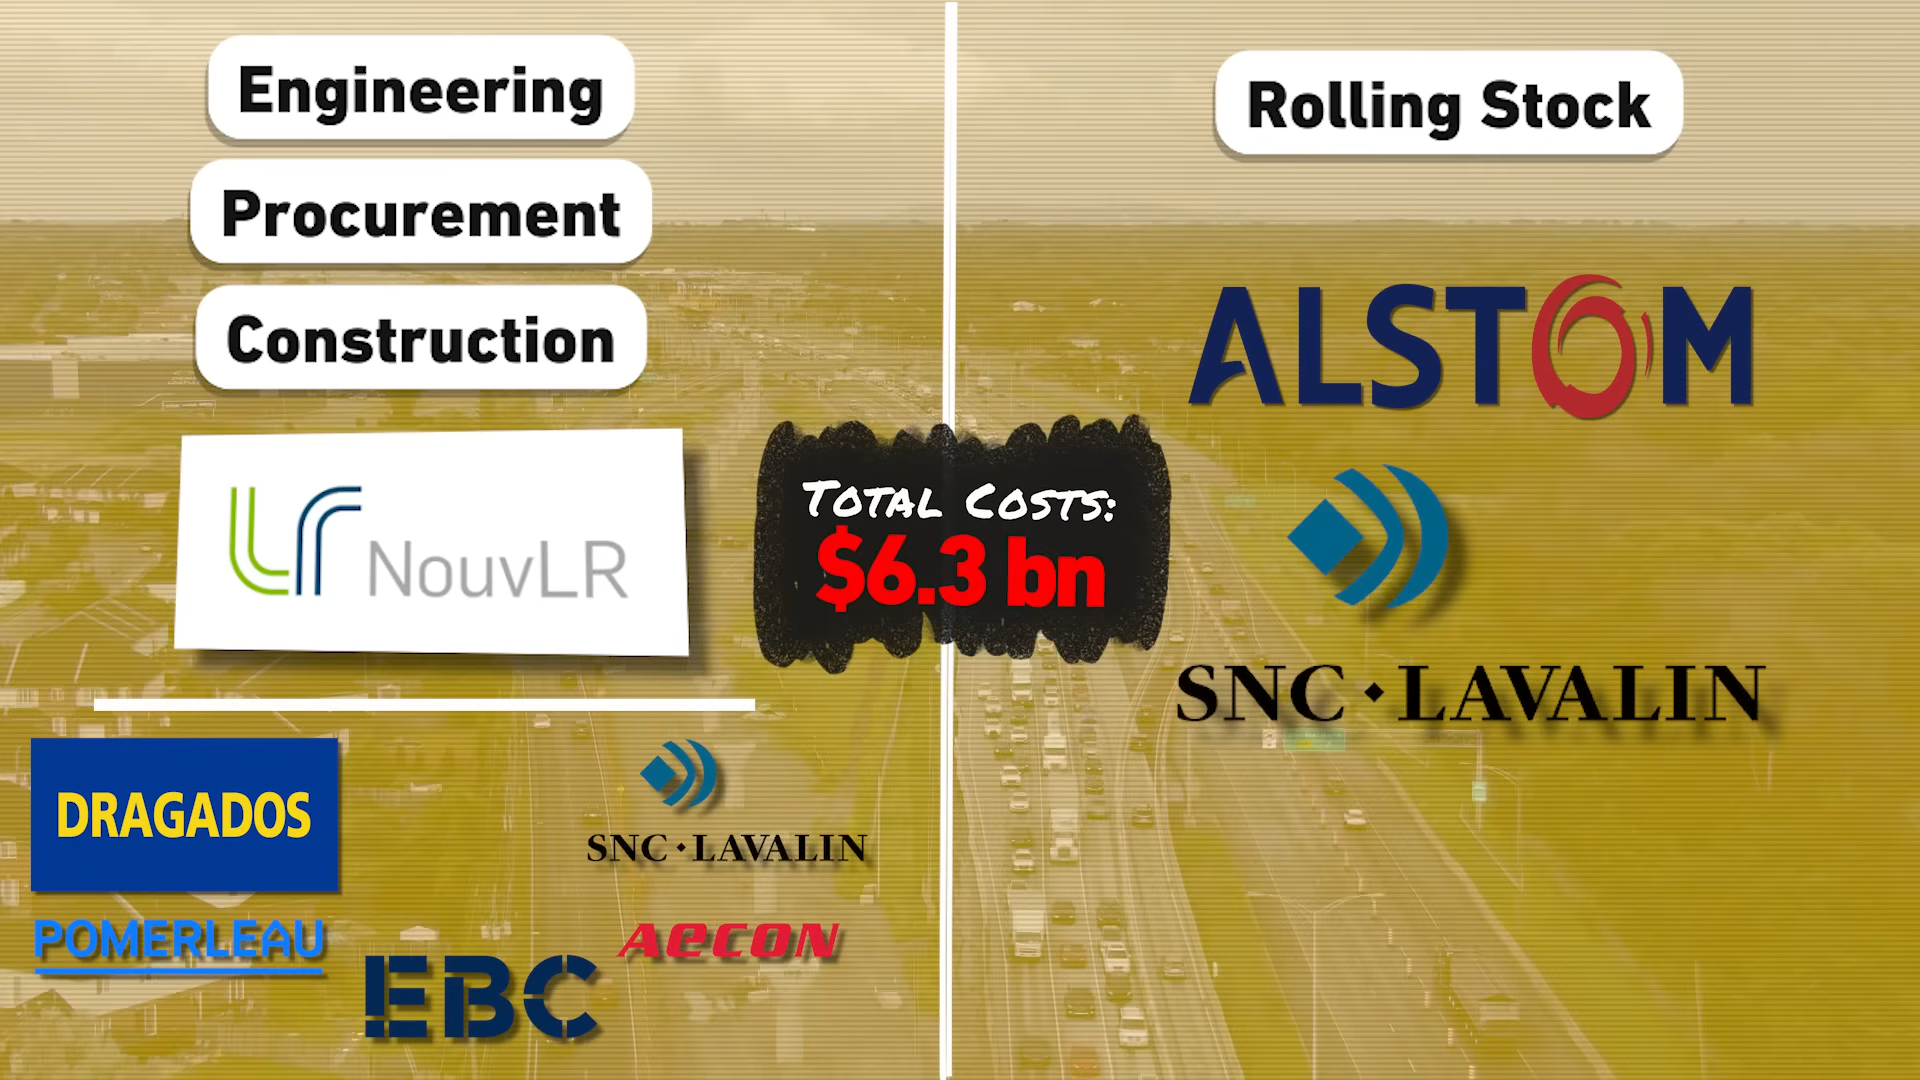 Engineering
Procurement
Construction
NouvLR
DRAGADOS
SNC·LAVALIN
POMERLEAU
AECON
EBC
TOTAL COSTS:
$6.3 bn
Rolling Stock
ALSTOM
SNC·LAVALIN